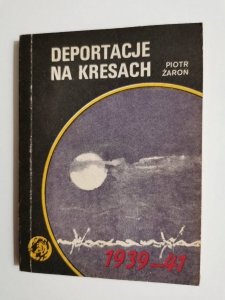 DEPORTACJE
NA KRESACH
PIOTR
ŻAROŃ
1939-41